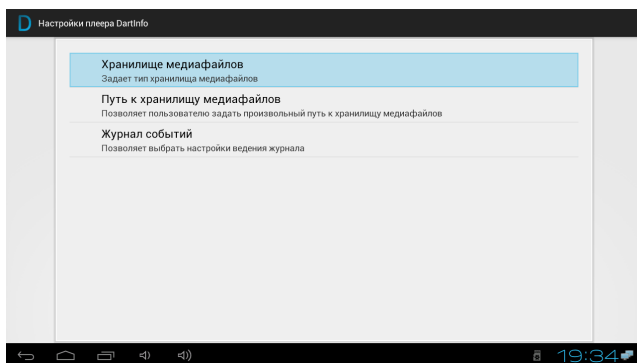 D Настройки плеера DartInfo
Хранилище медиафайлов
Задает тип хранилища медиафайлов
Путь к хранилищу медиафайлов
Позволяет пользователю задать произвольный путь к хранилищу медиафайлов
Журнал событий
Позволяет выбрать настройки ведения журнала
19:34